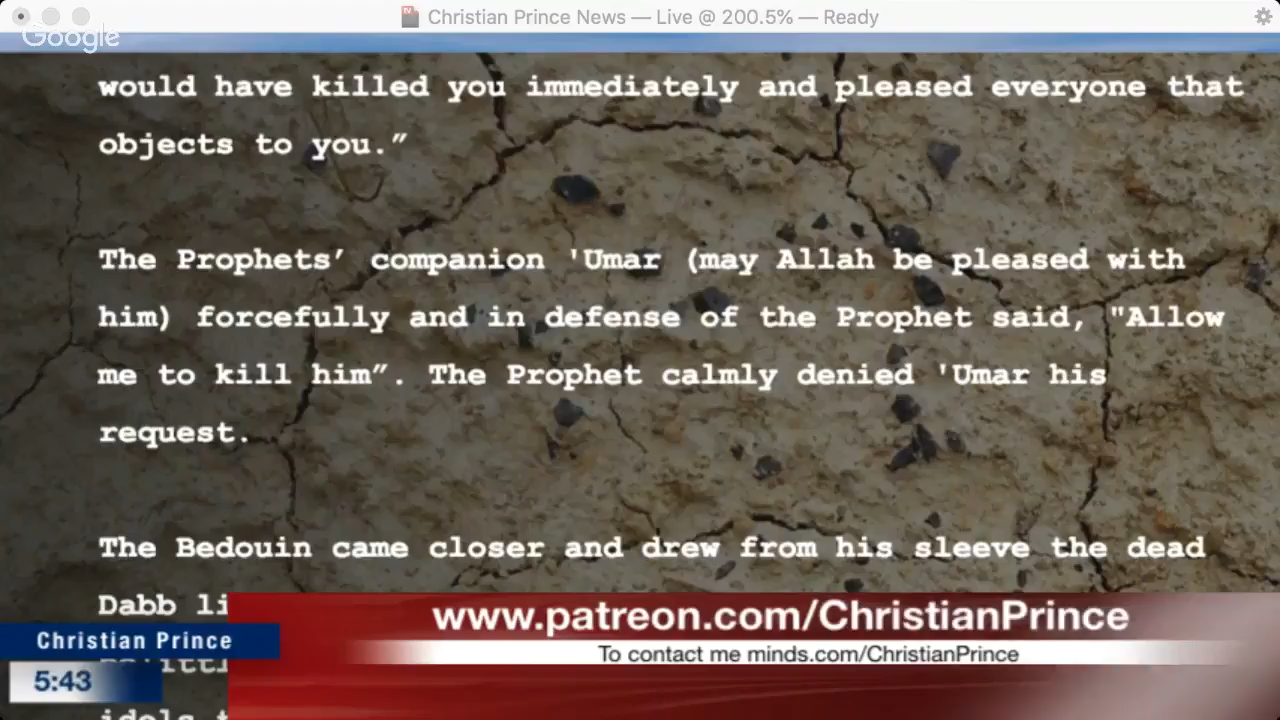 Christian Prince News — Live @ 200.5% — Ready
Google
would have killed you immediately and pleased everyone that
objects to you.”
The Prophets’ companion 'Umar (may Allah be pleased with
him) forcefully and in defense of the Prophet said, "Allow
me to kill him”. The Prophet calmly denied 'Umar his
request.
The Bedouin came closer and drew from his sleeve the dead
Dabb li
www.patreon.com/ChristianPrince
Christian Prince
To contact me minds.com/ChristianPrince
5:43
idols t